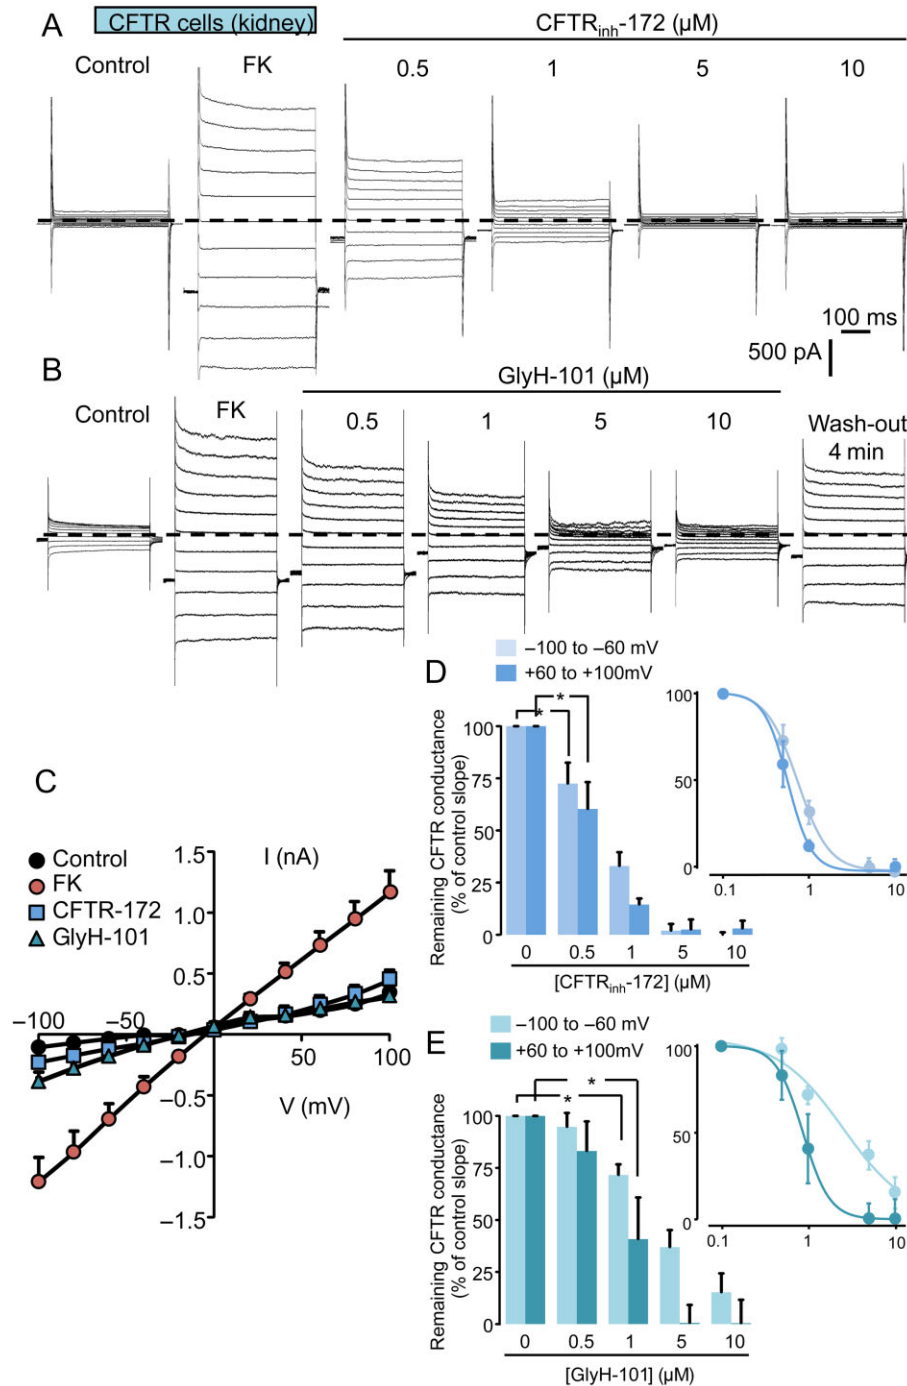 A
CFTR cells (kidney)
CFTRinh-172 (µM)
Control
FK
0.5
1
5
10
100 ms
500 pA
B
GlyH-101 (µM)
Control
FK
0.5
1
5
10
Wash-out
4 min
C
Control
FK
CFTR-172
GlyH-101
I (nA)
1.5
1.0
0.5
−100
−50
50
100
−0.5
−1.0
−1.5
V (mV)
D
−100 to −60 mV
+60 to +100mV
Remaining CFTR conductance
(% of control slope)
100
75
50
25
0
*
*
0
0.5
1
5
10
[CFTRinh-172] (µM)
100
50
0
0.1
1
10
E
−100 to −60 mV
+60 to +100mV
Remaining CFTR conductance
(% of control slope)
100
75
50
25
0
*
*
0
0.5
1
5
10
[GlyH-101] (µM)
100
50
0
0.1
1
10